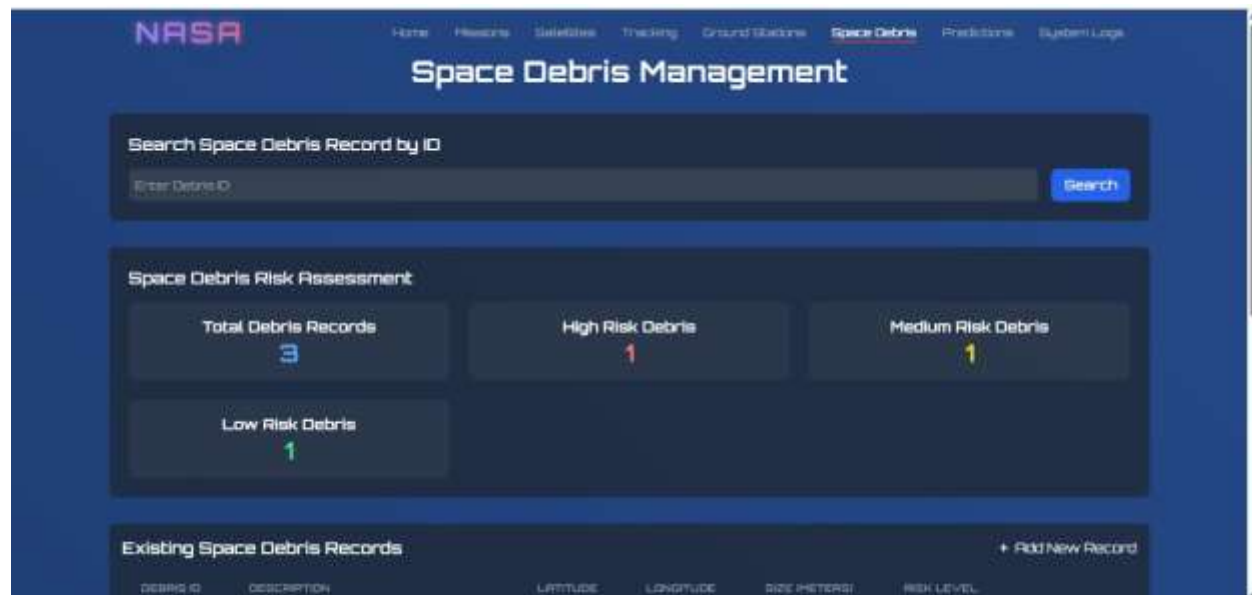 NASA
Home Missions Satellites Tracking Ground Stations Space Debris Predictions System Logs
Space Debris Management
Search Space Debris Record by ID
Enter Debris ID
Search
Space Debris Risk Assessment
Total Debris Records
3
High Risk Debris
1
Medium Risk Debris
1
Low Risk Debris
1
Existing Space Debris Records
+ Add New Record
DEBRIS ID DESCRIPTION LATITUDE LONGITUDE SIZE (METERS) RISK LEVEL